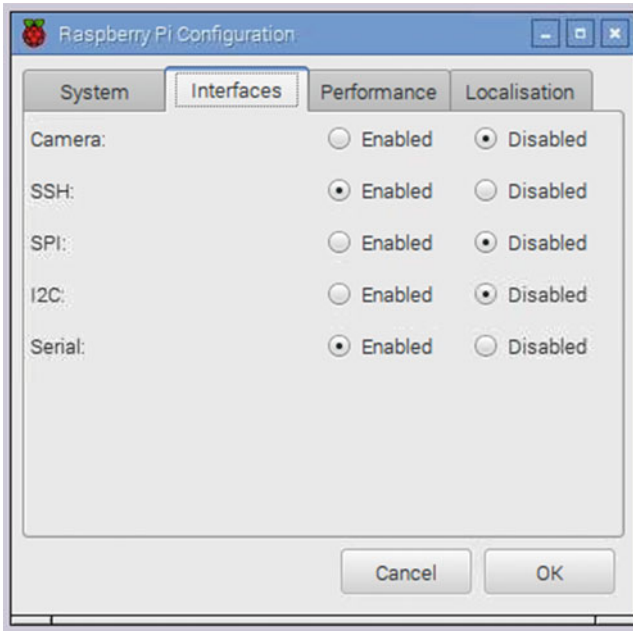 Raspberry Pi Configuration
System Interfaces Performance Localisation
Camera: Enabled Disabled
SSH: Enabled Disabled
SPI: Enabled Disabled
I2C: Enabled Disabled
Serial: Enabled Disabled
Cancel OK